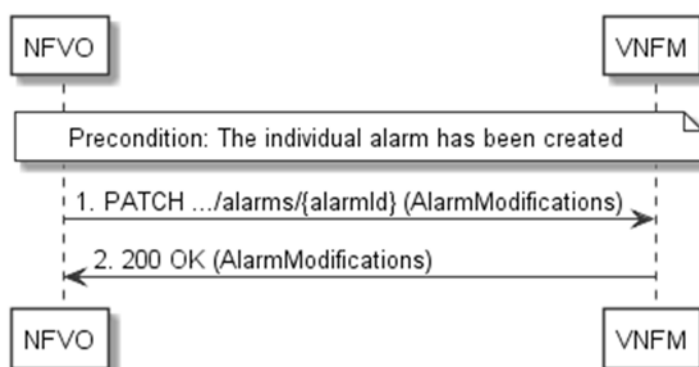 NFVO VNFM
Precondition: The individual alarm has been created
1. PATCH .../alarms/{alarmId} (AlarmModifications)
2. 200 OK (AlarmModifications)
NFVO VNFM